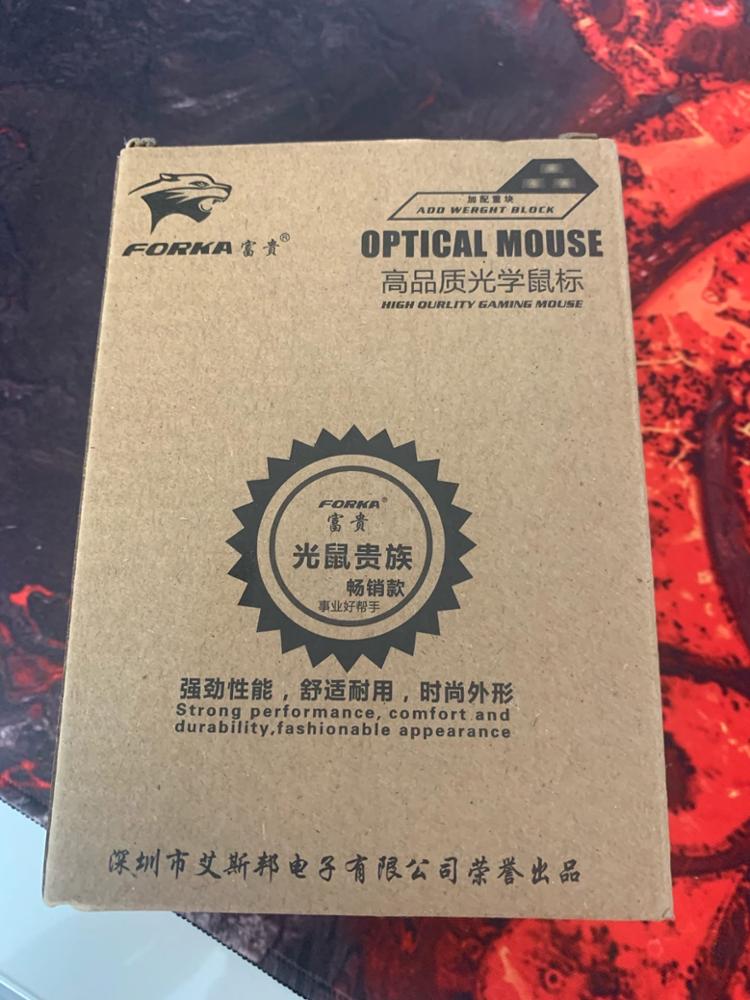 加配重块
ADD WERGHT BLOCK
FORKA 富贵®
OPTICAL MOUSE
高品质光学鼠标
HIGH QURLITY GAMING MOUSE
FORKA®
富贵
光鼠贵族
畅销款
事业好帮手
强劲性能，舒适耐用，时尚外形
Strong performance, comfort and
durability,fashionable appearance
深圳市艾斯邦电子有限公司荣誉出品